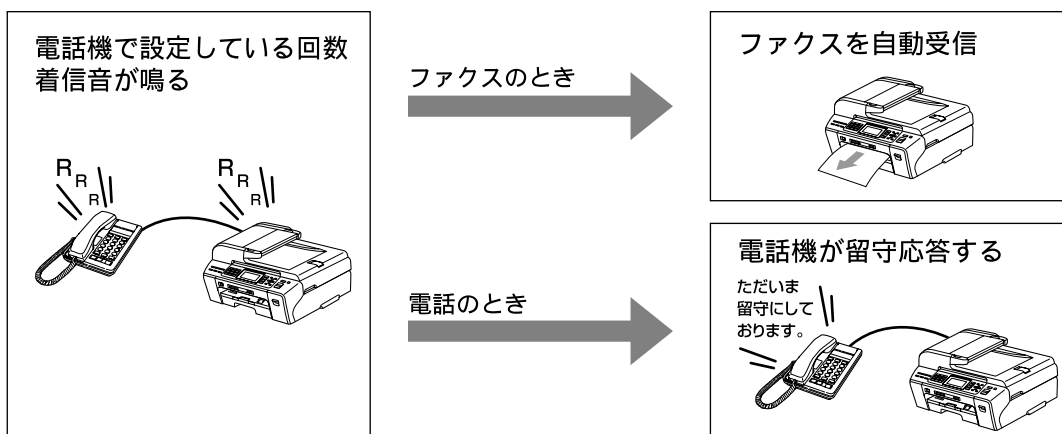 電話機で設定している回数
着信音が鳴る
R
R
R
R
R
R
ファクスのとき
ファクスを自動受信
電話のとき
電話機が留守応答する
ただいま
留守にして
おります。